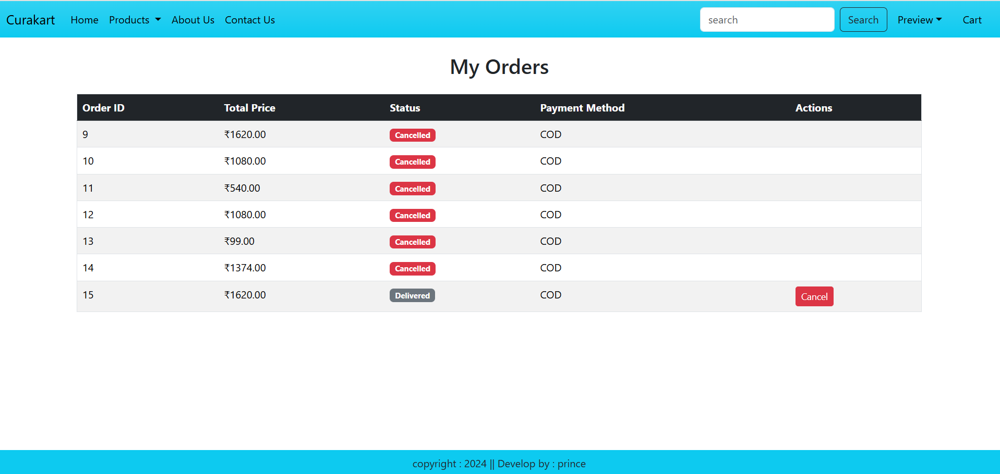 Curakart Home Products About Us Contact Us search Search Preview Cart
My Orders
Order ID Total Price Status Payment Method Actions
9 ₹1620.00 Cancelled COD
10 ₹1080.00 Cancelled COD
11 ₹540.00 Cancelled COD
12 ₹1080.00 Cancelled COD
13 ₹99.00 Cancelled COD
14 ₹1374.00 Cancelled COD
15 ₹1620.00 Delivered COD Cancel
copyright : 2024 || Develop by : prince